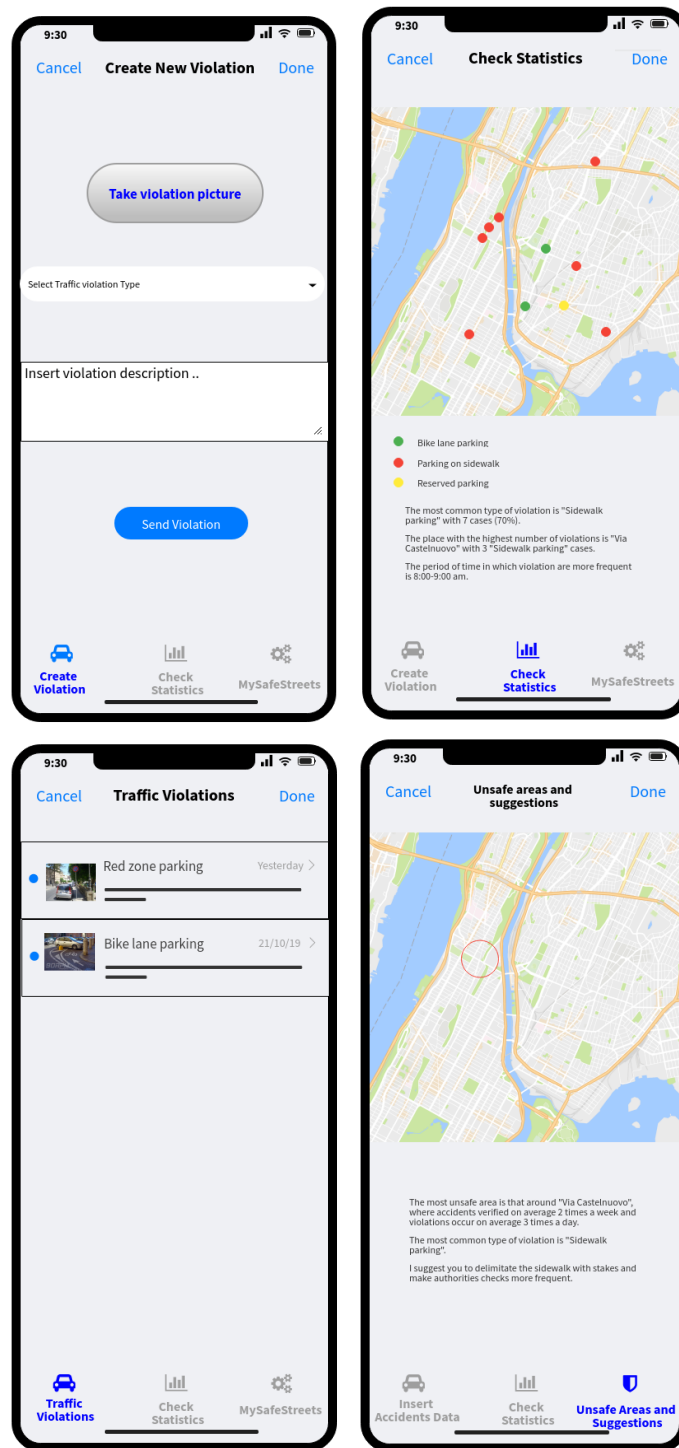 9:30
Cancel Create New Violation Done
Take violation picture
Select Traffic violation Type
Insert violation description ..
Send Violation
Create
Violation
Check
Statistics
MySafeStreets
9:30
Cancel Check Statistics Done
Bike lane parking
Parking on sidewalk
Reserved parking
The most common type of violation is "Sidewalk
parking" with 7 cases (70%).
The place with the highest number of violations is "Via
Castelnuovo" with 3 "Sidewalk parking" cases.
The period of time in which violation are more frequent
is 8:00-9:00 am.
Create
Violation
Check
Statistics
MySafeStreets
9:30
Cancel Traffic Violations Done
Red zone parking Yesterday
Bike lane parking 21/10/19
Traffic
Violations
Check
Statistics
MySafeStreets
9:30
Cancel Unsafe areas and
suggestions Done
The most unsafe area is that around "Via Castelnuovo",
where accidents verified on average 2 times a week and
violations occur on average 3 times a day.
The most common type of violation is "Sidewalk
parking".
I suggest you to delimitate the sidewalk with stakes and
make authorities checks more frequent.
Insert
Accidents Data
Check
Statistics
Unsafe Areas and
Suggestions